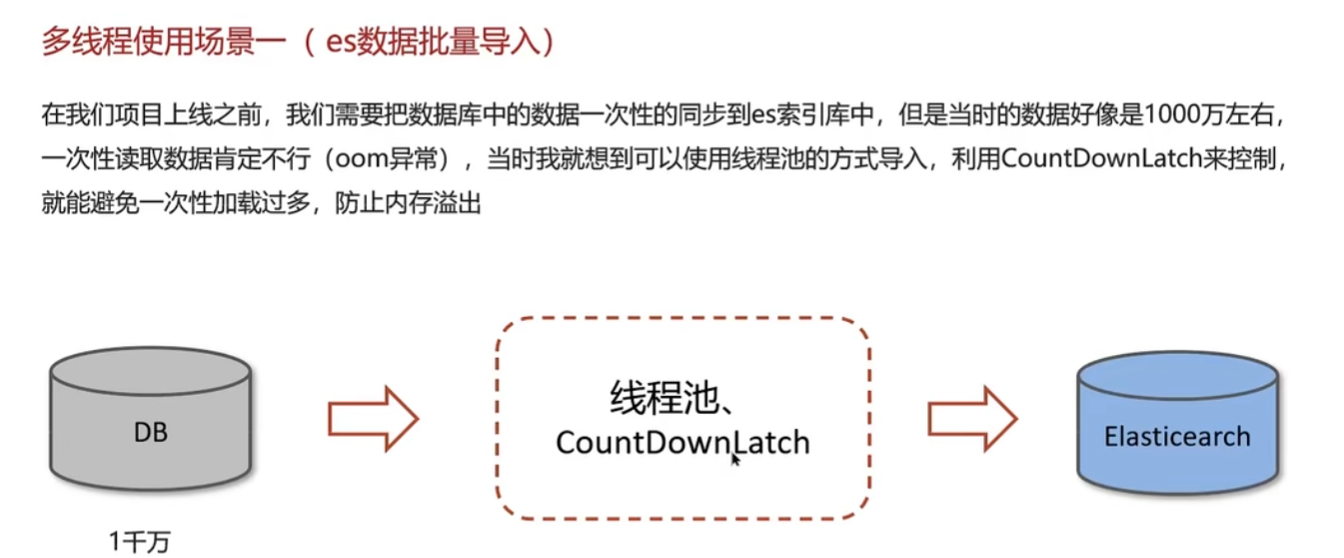 多线程使用场景一（ es数据批量导入）
在我们项目上线之前，我们需要把数据库中的数据一次性的同步到es索引库中，但是当时的数据好像是1000万左右，
一次性读取数据肯定不行（oom异常），当时我就想到可以使用线程池的方式导入，利用CountDownLatch来控制，
就能避免一次性加载过多，防止内存溢出
DB
线程池、
CountDownLatch
Elasticearch
1千万